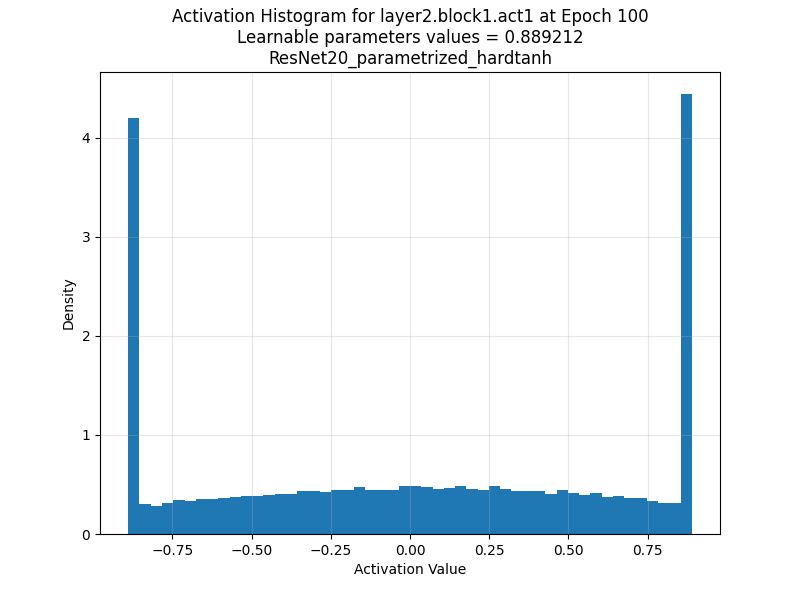 Activation Histogram for layer2.block1.act1 at Epoch 100
Learnable parameters values = 0.889212
ResNet20_parametrized_hardtanh
4
3
2
1
0
Density
−0.75 −0.50 −0.25 0.00 0.25 0.50 0.75
Activation Value